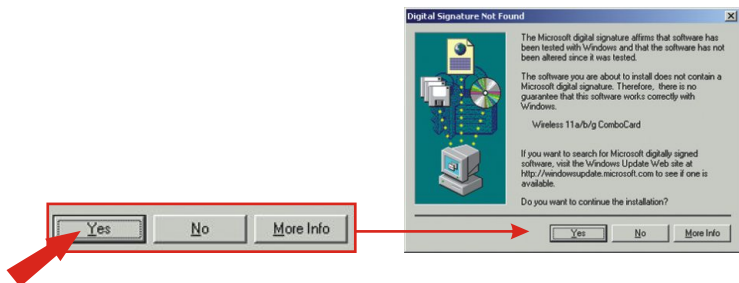 Digital Signature Not Found
The Microsoft digital signature affirms that software has
been tested with Windows and that the software has not
been altered since it was tested.
The software you are about to install does not contain a
Microsoft digital signature. Therefore, there is no
guarantee that this software works correctly with
Windows.
Wireless 11a/b/g ComboCard
If you want to search for Microsoft digitally signed
software, visit the Windows Update Web site at
http://windowsupdate.microsoft.com to see if one is
available.
Do you want to continue the installation?
Yes No More Info
Yes No More Info